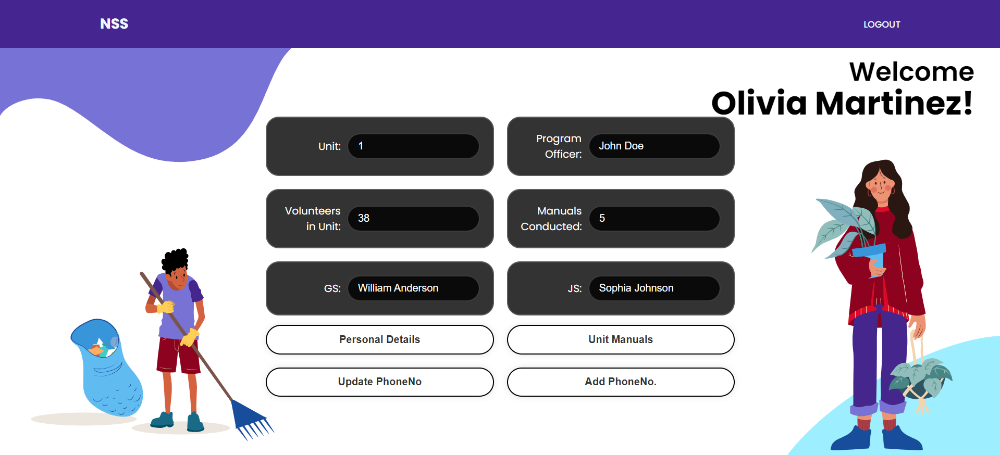 NSS
LOGOUT
Welcome
Olivia Martinez!
Unit:
1
Program
Officer:
John Doe
Volunteers
in Unit:
38
Manuals
Conducted:
5
GS:
William Anderson
JS:
Sophia Johnson
Personal Details
Unit Manuals
Update PhoneNo
Add PhoneNo.